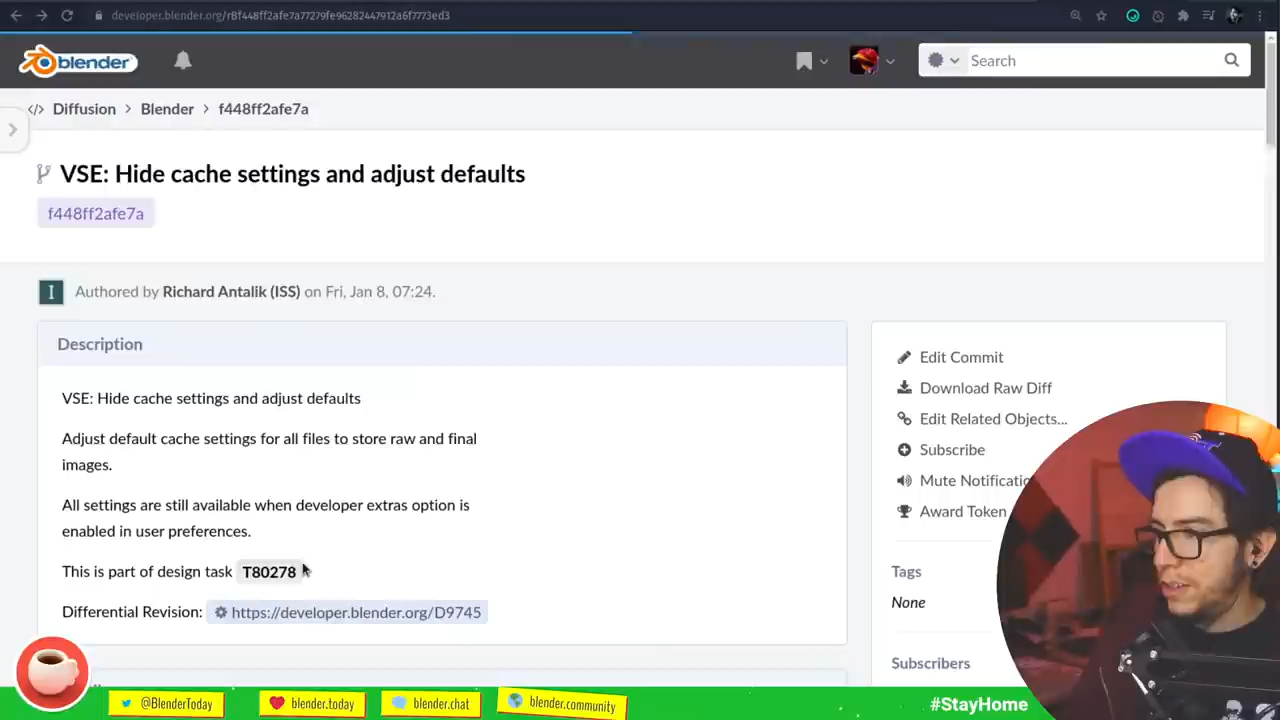 developer.blender.org/rBf448ff2afe7a77279fe96282447912a6f7773ed3
blender
Search
Diffusion > Blender > f448ff2afe7a
VSE: Hide cache settings and adjust defaults
f448ff2afe7a
I Authored by Richard Antalik (ISS) on Fri, Jan 8, 07:24.
Description
VSE: Hide cache settings and adjust defaults
Adjust default cache settings for all files to store raw and final
images.
All settings are still available when developer extras option is
enabled in user preferences.
This is part of design task T80278
Differential Revision: https://developer.blender.org/D9745
Edit Commit
Download Raw Diff
Edit Related Objects...
Subscribe
Mute Notificatio
Award Token
Tags
None
Subscribers
@BlenderToday
blender.today
blender.chat
blender.community
#StayHome